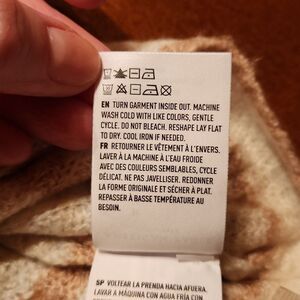 EN TURN GARMENT INSIDE OUT. MACHINE
WASH COLD WITH LIKE COLORS, GENTLE
CYCLE. DO NOT BLEACH. RESHAPE LAY FLAT
TO DRY. COOL IRON IF NEEDED.
FR RETOURNER LE VÊTEMENT À L'ENVERS.
LAVER À LA MACHINE À L'EAU FROIDE
AVEC DES COULEURS SEMBLABLES, CYCLE
DÉLICAT. NE PAS JAVELLISER. REDONNER
LA FORME ORIGINALE ET SÉCHER À PLAT.
REPASSER À BASSE TEMPÉRATURE AU
BESOIN.
SP VOLTEAR LA PRENDA HACIA AFUERA.
LAVAR A MÁQUINA CON AGUA FRÍA